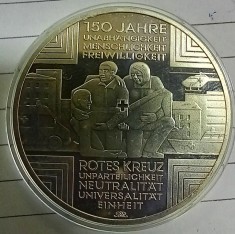 150 JAHRE
UNABHÄNGIGKEIT
MENSCHLICHKEIT
FREIWILLIGKEIT
ROTES KREUZ
UNPARTEILICHKEIT
NEUTRALITÄT
UNIVERSALITÄT
EINHEIT